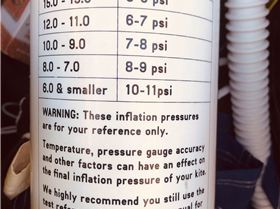 12.0 - 11.0 6-7 psi
10.0 - 9.0 7-8 psi
8.0 - 7.0 8-9 psi
6.0 & smaller 10-11psi
WARNING: These inflation pressures
are for your reference only.
Temperature, pressure gauge accuracy
and other factors can have an effect on
the final inflation pressure of your kite.
We highly recommend you still use the